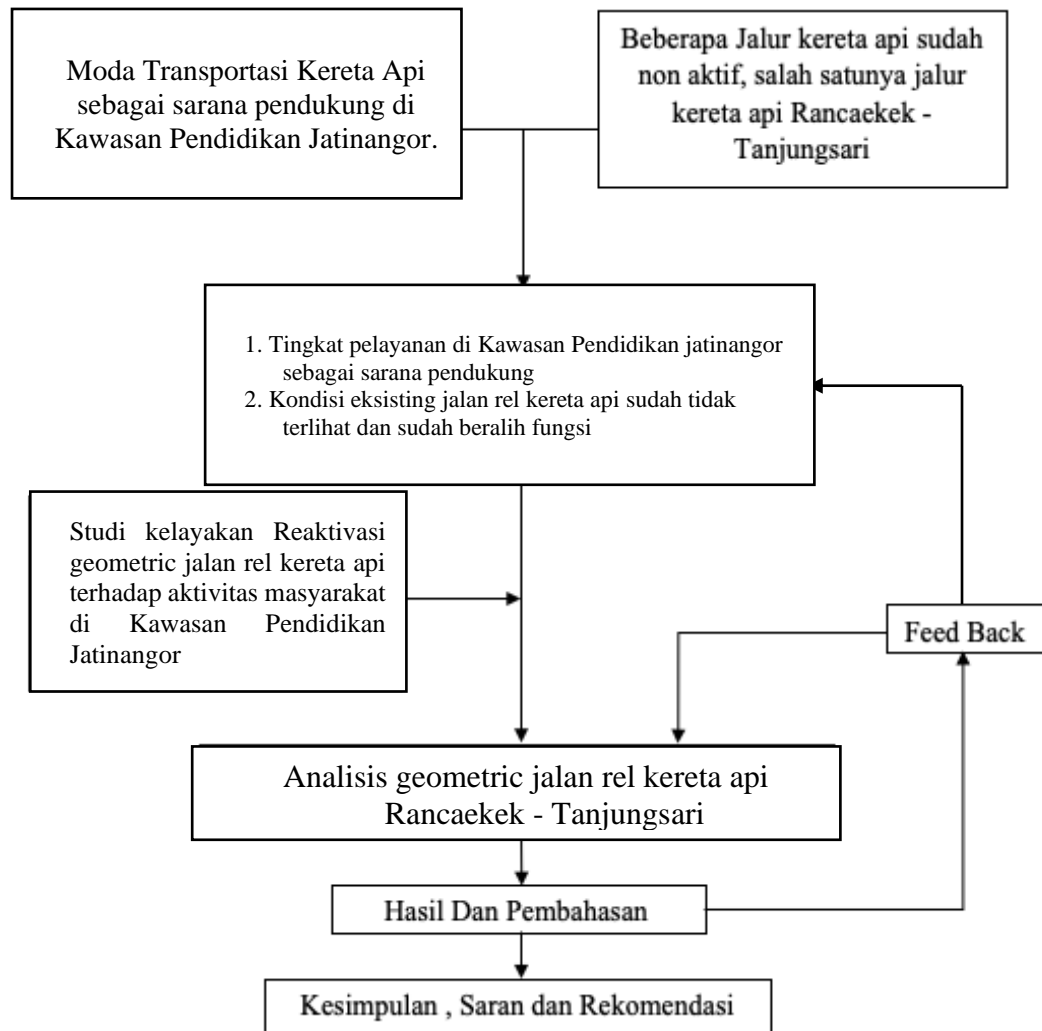 Moda Transportasi Kereta Api
sebagai sarana pendukung di
Kawasan Pendidikan Jatinangor.
Beberapa Jalur kereta api sudah
non aktif, salah satunya jalur
kereta api Rancaekek -
Tanjungsari
1. Tingkat pelayanan di Kawasan Pendidikan jatinangor
sebagai sarana pendukung
2. Kondisi eksisting jalan rel kereta api sudah tidak
terlihat dan sudah beralih fungsi
Studi kelayakan Reaktivasi
geometric jalan rel kereta api
terhadap aktivitas masyarakat
di Kawasan Pendidikan
Jatinangor
Feed Back
Analisis geometric jalan rel kereta api
Rancaekek - Tanjungsari
Hasil Dan Pembahasan
Kesimpulan , Saran dan Rekomendasi